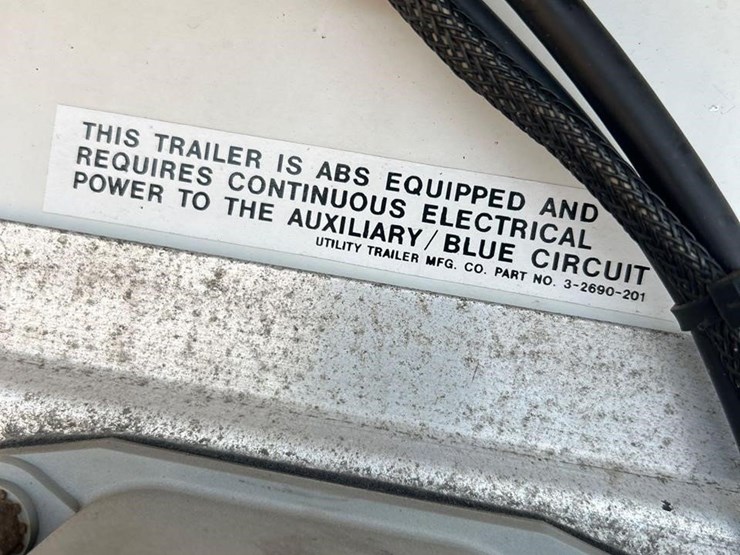 THIS TRAILER IS ABS EQUIPPED AND
REQUIRES CONTINUOUS ELECTRICAL
POWER TO THE AUXILIARY/BLUE CIRCUIT
UTILITY TRAILER MFG. CO. PART NO. 3-2690-201